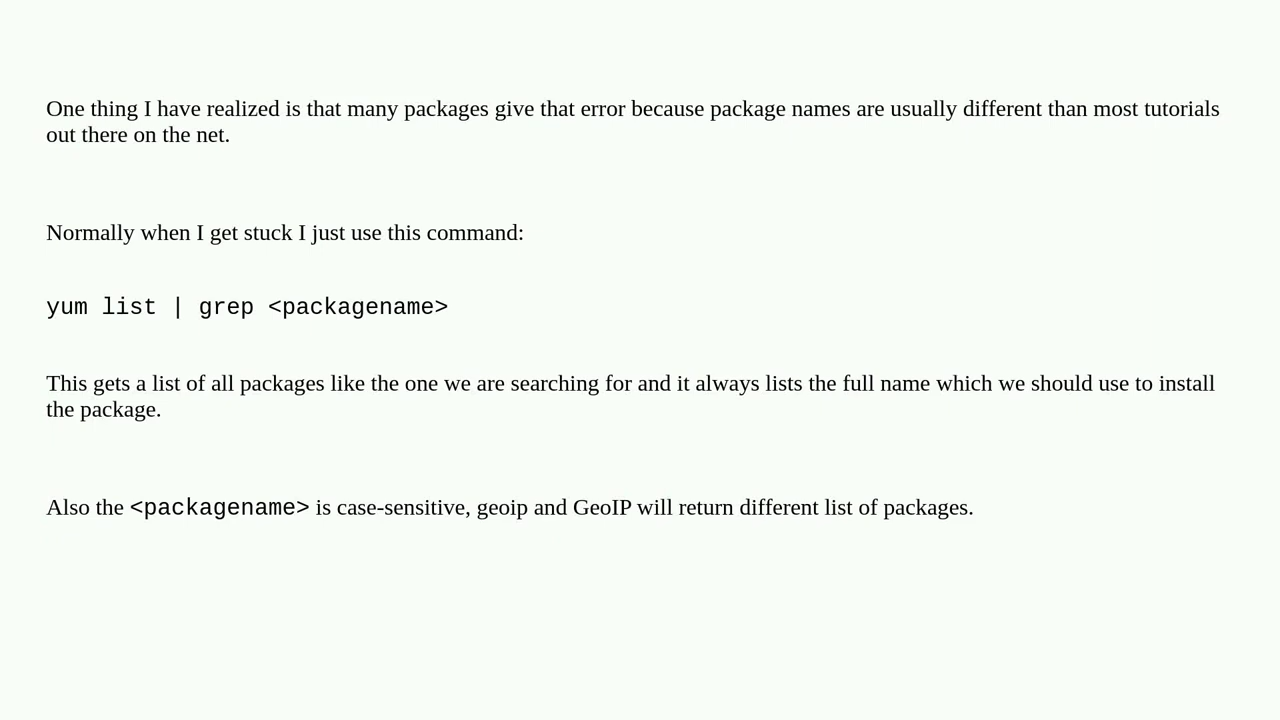 One thing I have realized is that many packages give that error because package names are usually different than most tutorials
out there on the net.
Normally when I get stuck I just use this command:
yum list | grep <packagename>
This gets a list of all packages like the one we are searching for and it always lists the full name which we should use to install
the package.
Also the <packagename> is case-sensitive, geoip and GeoIP will return different list of packages.